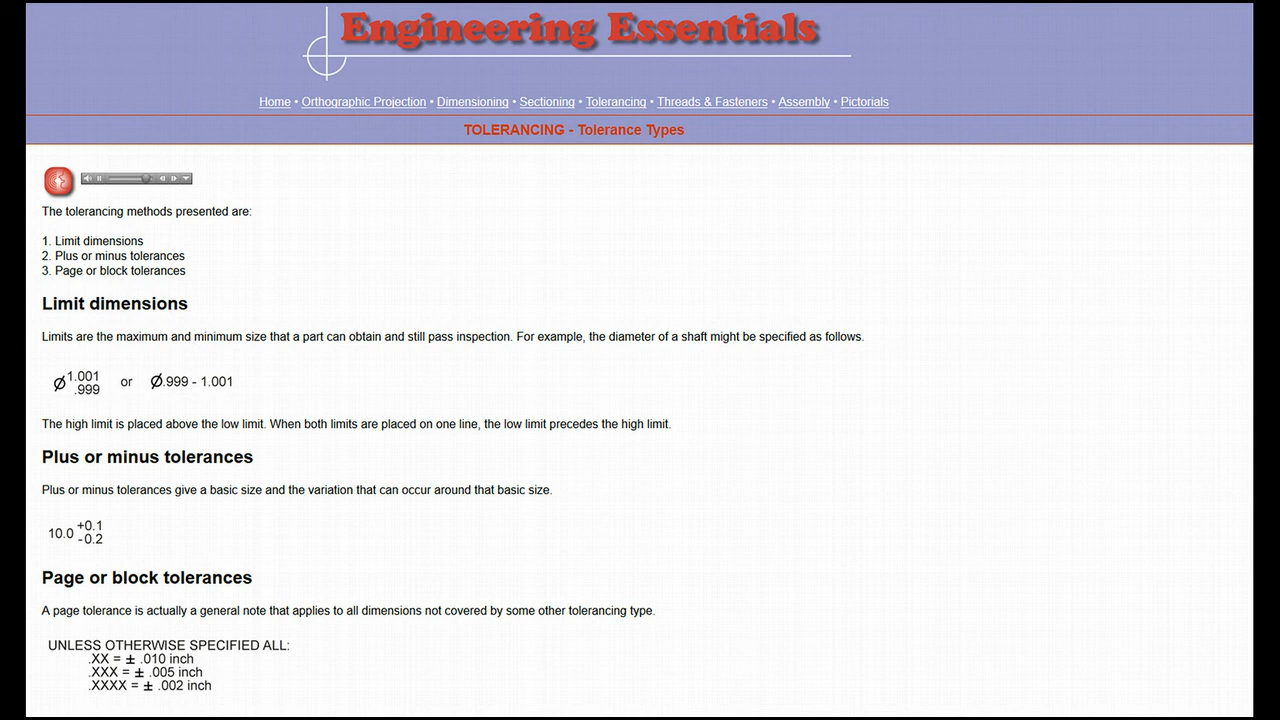 Engineering Essentials
Home • Orthographic Projection • Dimensioning • Sectioning • Tolerancing • Threads & Fasteners • Assembly • Pictorials
TOLERANCING - Tolerance Types
The tolerancing methods presented are:
1. Limit dimensions
2. Plus or minus tolerances
3. Page or block tolerances
Limit dimensions
Limits are the maximum and minimum size that a part can obtain and still pass inspection. For example, the diameter of a shaft might be specified as follows.
∅1.001
.999
or
∅.999 - 1.001
The high limit is placed above the low limit. When both limits are placed on one line, the low limit precedes the high limit.
Plus or minus tolerances
Plus or minus tolerances give a basic size and the variation that can occur around that basic size.
10.0 +0.1
-0.2
Page or block tolerances
A page tolerance is actually a general note that applies to all dimensions not covered by some other tolerancing type.
UNLESS OTHERWISE SPECIFIED ALL:
.XX = ± .010 inch
.XXX = ± .005 inch
.XXXX = ± .002 inch